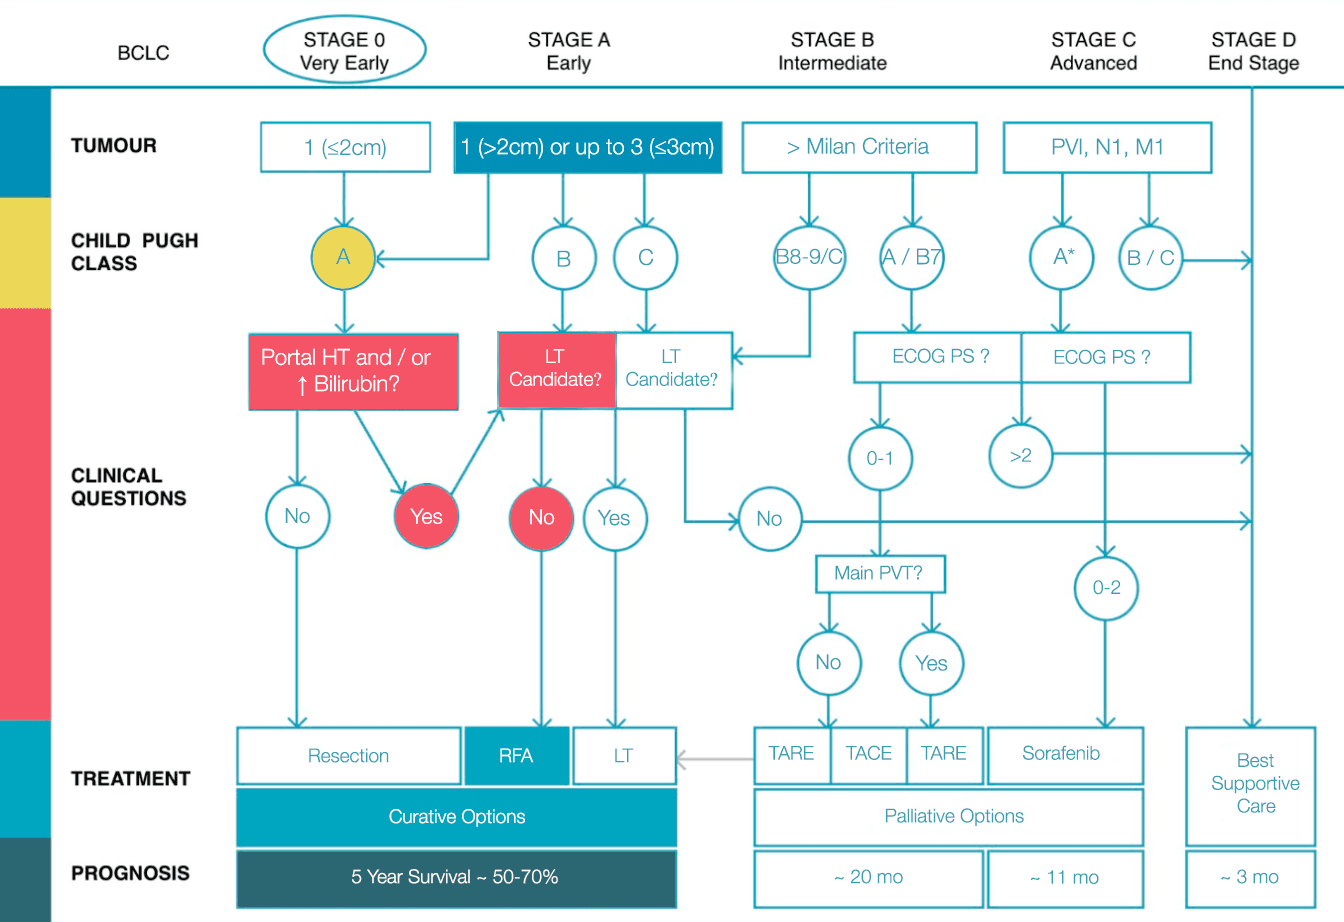 BCLC
STAGE 0
Very Early
STAGE A
Early
STAGE B
Intermediate
STAGE C
Advanced
STAGE D
End Stage
TUMOUR
1 (≤2cm)
1 (>2cm) or up to 3 (≤3cm)
> Milan Criteria
PVI, N1, M1
CHILD PUGH
CLASS
A
B
C
B8-9/C
A / B7
A*
B / C
Portal HT and / or
↑ Bilirubin?
LT
Candidate?
LT
Candidate?
ECOG PS ?
ECOG PS ?
CLINICAL
QUESTIONS
0-1
>2
No
Yes
No
Yes
No
Main PVT?
0-2
No
Yes
TREATMENT
Resection
RFA
LT
TARE
TACE
TARE
Sorafenib
Best
Supportive
Care
Curative Options
Palliative Options
PROGNOSIS
5 Year Survival ~ 50-70%
~ 20 mo
~ 11 mo
~ 3 mo